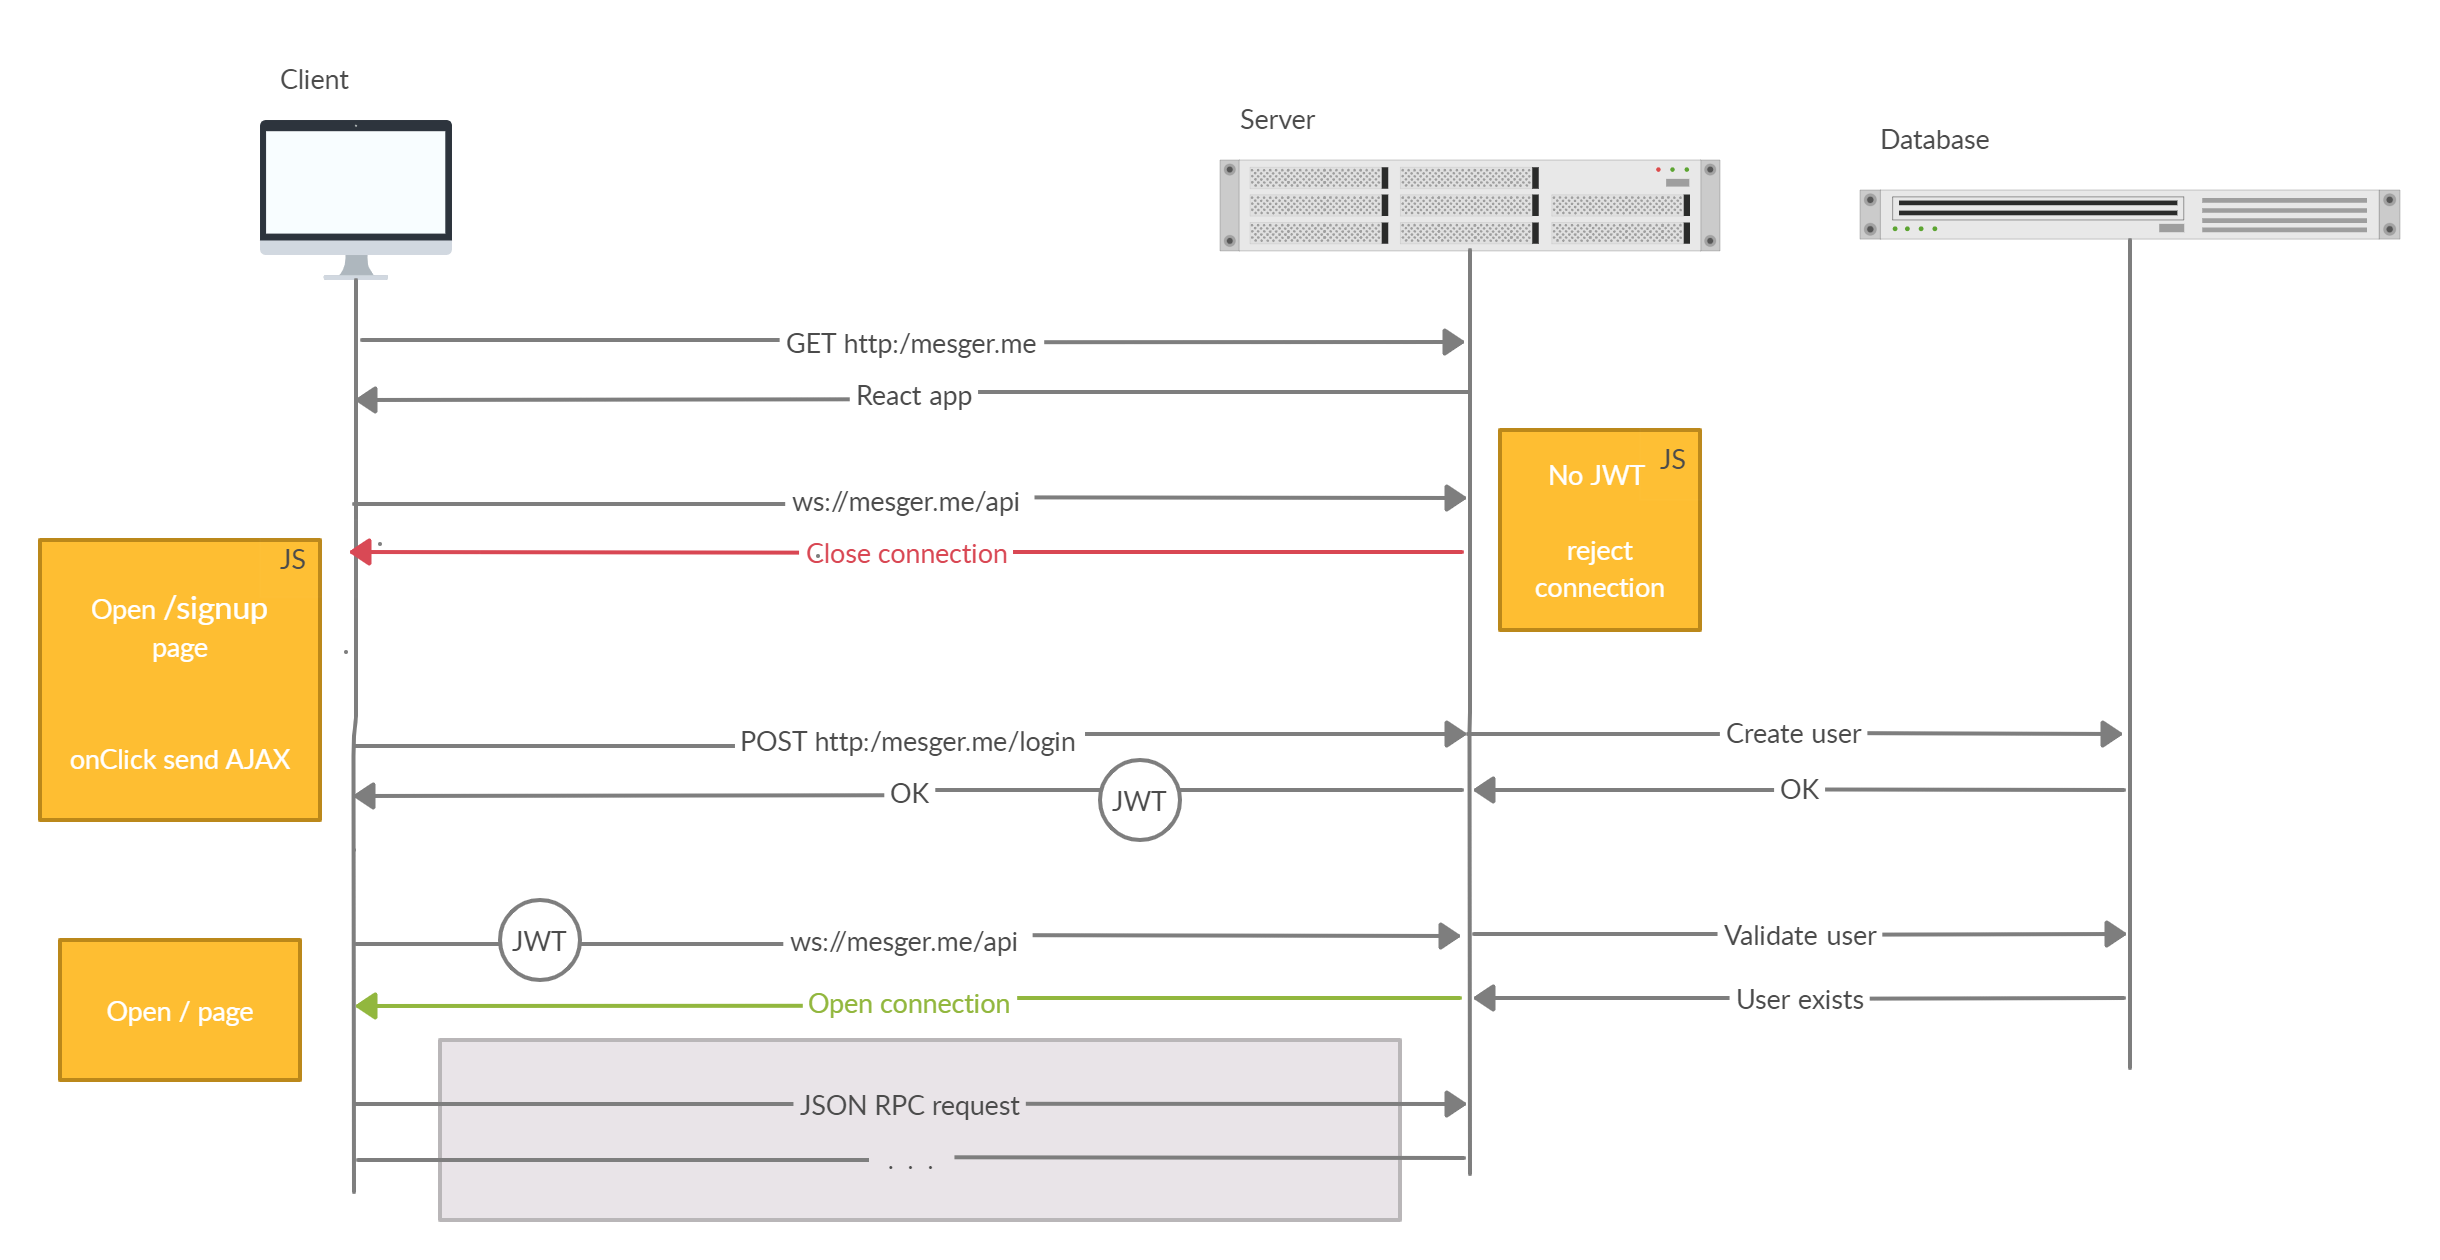 Client
Server
Database
GET http:/mesger.me
React app
No JWT
JS
reject
connection
ws://mesger.me/api
Close connection
JS
Open /signup
page
onClick send AJAX
POST http:/mesger.me/login
Create user
OK
JWT
OK
JWT
ws://mesger.me/api
Validate user
Open / page
Open connection
User exists
JSON RPC request
. . .